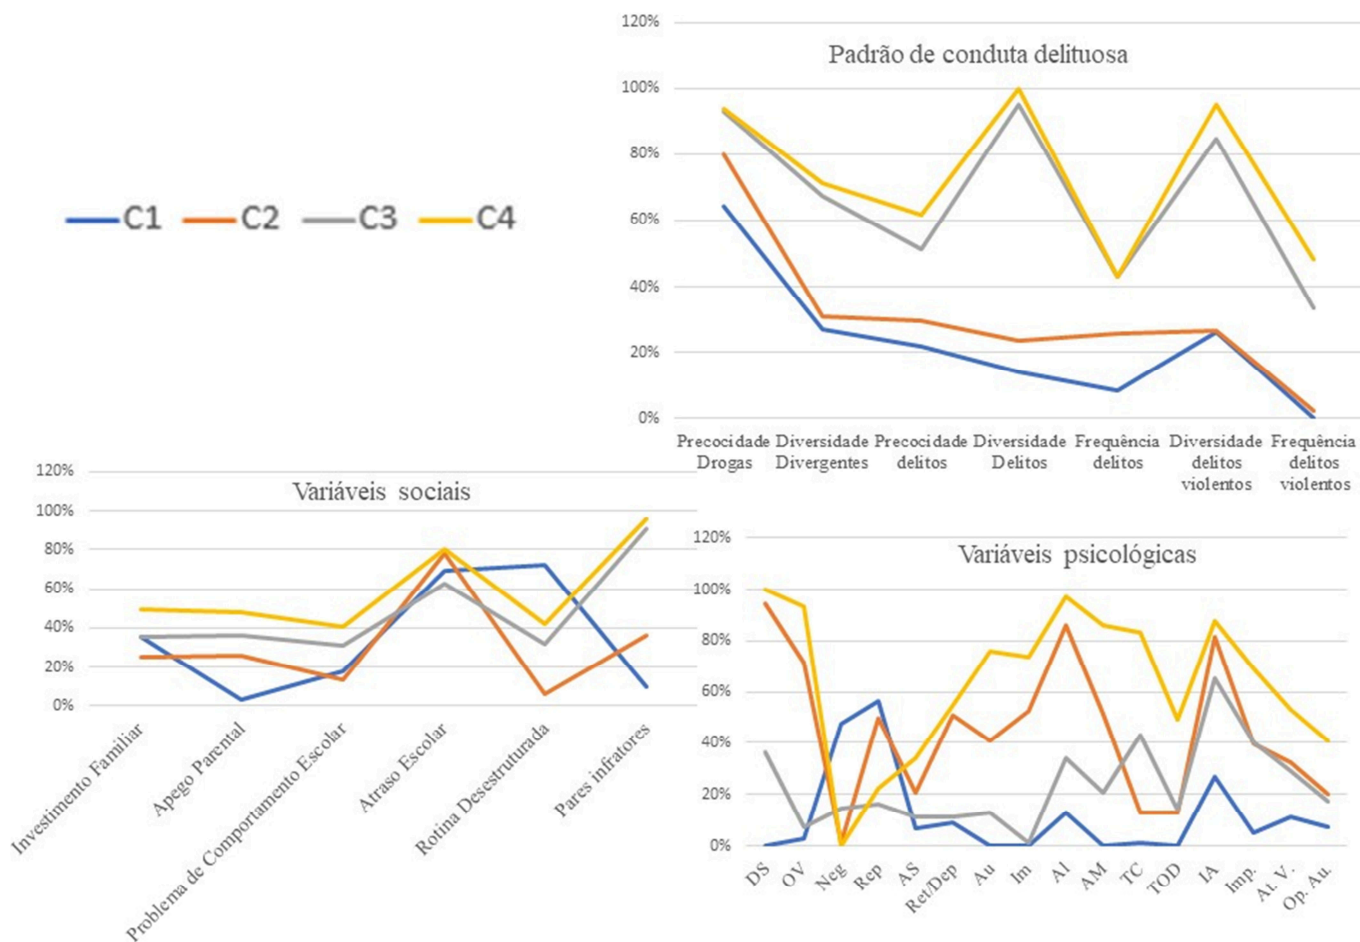 C1 C2 C3 C4
Padrão de conduta delituosa
120%
100%
80%
60%
40%
20%
0%
Precocidade Drogas
Diversidade Divergentes
Precocidade delitos
Diversidade Delitos
Frequência delitos
Diversidade delitos violentos
Frequência delitos violentos
Variáveis sociais
120%
100%
80%
60%
40%
20%
0%
Investimento Familiar
Apego Parental
Problema de Comportamento Escolar
Atraso Escolar
Rotina Desestruturada
Pares infratores
Variáveis psicológicas
120%
100%
80%
60%
40%
20%
0%
DS
OV
Neg
Rep
AS
Ret/Dep
Au
Im
Al
AM
TC
TOD
IA
Imp.
At. V.
Op. Au.